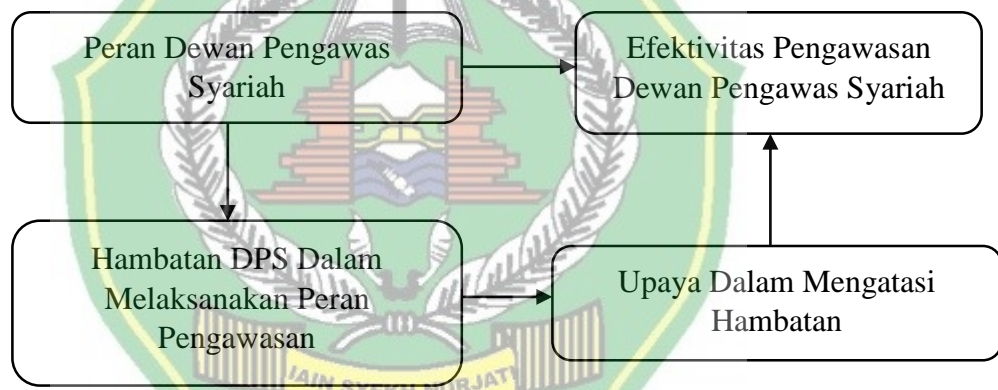 Peran Dewan Pengawas
Syariah
Efektivitas Pengawasan
Dewan Pengawas Syariah
Hambatan DPS Dalam
Melaksanakan Peran
Pengawasan
Upaya Dalam Mengatasi
Hambatan
IAIN SYEKH NURJATI